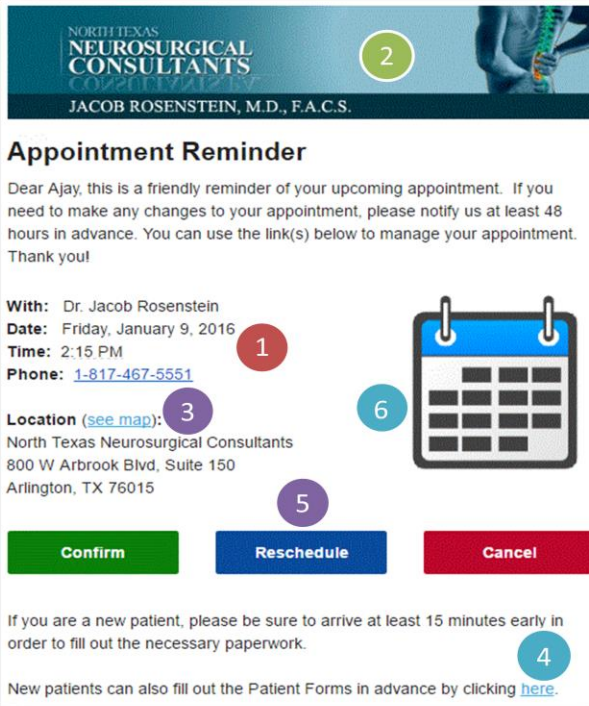 NORTH TEXAS
NEUROSURGICAL
CONSULTANTS
JACOB ROSENSTEIN, M.D., F.A.C.S.
2
Appointment Reminder
Dear Ajay, this is a friendly reminder of your upcoming appointment. If you
need to make any changes to your appointment, please notify us at least 48
hours in advance. You can use the link(s) below to manage your appointment.
Thank you!
With: Dr. Jacob Rosenstein
Date: Friday, January 9, 2016
Time: 2:15 PM
1
Phone: 1-817-467-5551
Location (see map):
3
6
North Texas Neurosurgical Consultants
800 W Arbrook Blvd, Suite 150
Arlington, TX 76015
5
Confirm Reschedule Cancel
If you are a new patient, please be sure to arrive at least 15 minutes early in
order to fill out the necessary paperwork.
4
New patients can also fill out the Patient Forms in advance by clicking here.